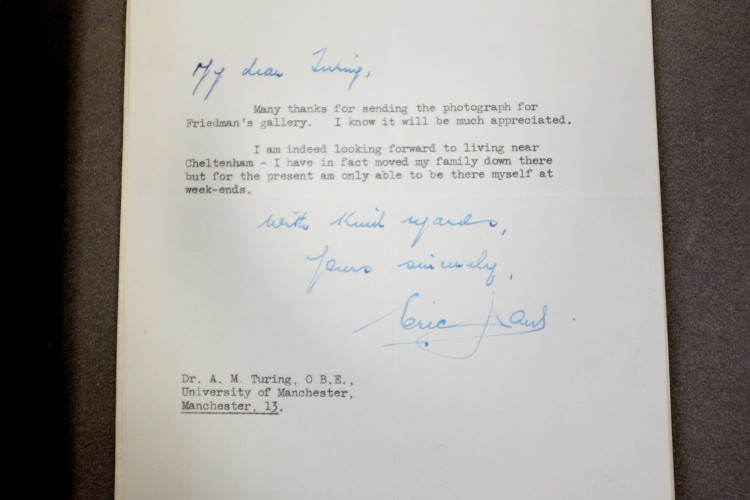 My dear Turing,
Many thanks for sending the photograph for
Friedman's gallery. I know it will be much appreciated.
I am indeed looking forward to living near
Cheltenham - I have in fact moved my family down there
but for the present am only able to be there myself at
week-ends.
With kind regards,
Yours sincerely,
Eric
Dr. A. M. Turing, O B.E.,
University of Manchester,
Manchester, 13.